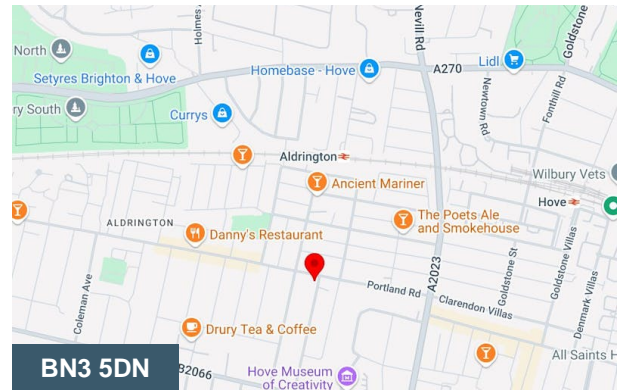 Holmes A
Nevill Rd
Goldstone
North
Setyres Brighton & Hove
Homebase - Hove
A270
Lidl
ry South
Currys
Newtown Rd
Fonthill Rd
Aldrington
Wilbury Vets
Ancient Mariner
Hove
ALDRINGTON
Danny's Restaurant
The Poets Ale
and Smokehouse
Coleman Ave
A2023
Goldstone St
Goldstone Villas
Denmark Villas
Portland Rd
Clarendon Villas
Drury Tea & Coffee
All Saints H
BN3 5DN
B2066
Hove Museum
of Creativity